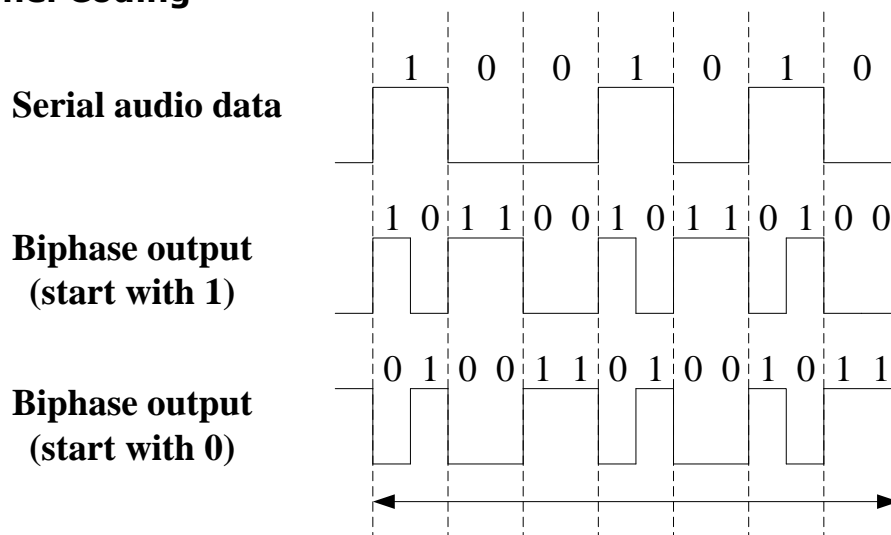 Coding
1 0 0 1 0 1 0
Serial audio data
1 0 1 1 0 0 1 0 1 1 0 1 0 0
Biphase output
(start with 1)
0 1 0 0 1 1 0 1 0 0 1 0 1 1
Biphase output
(start with 0)